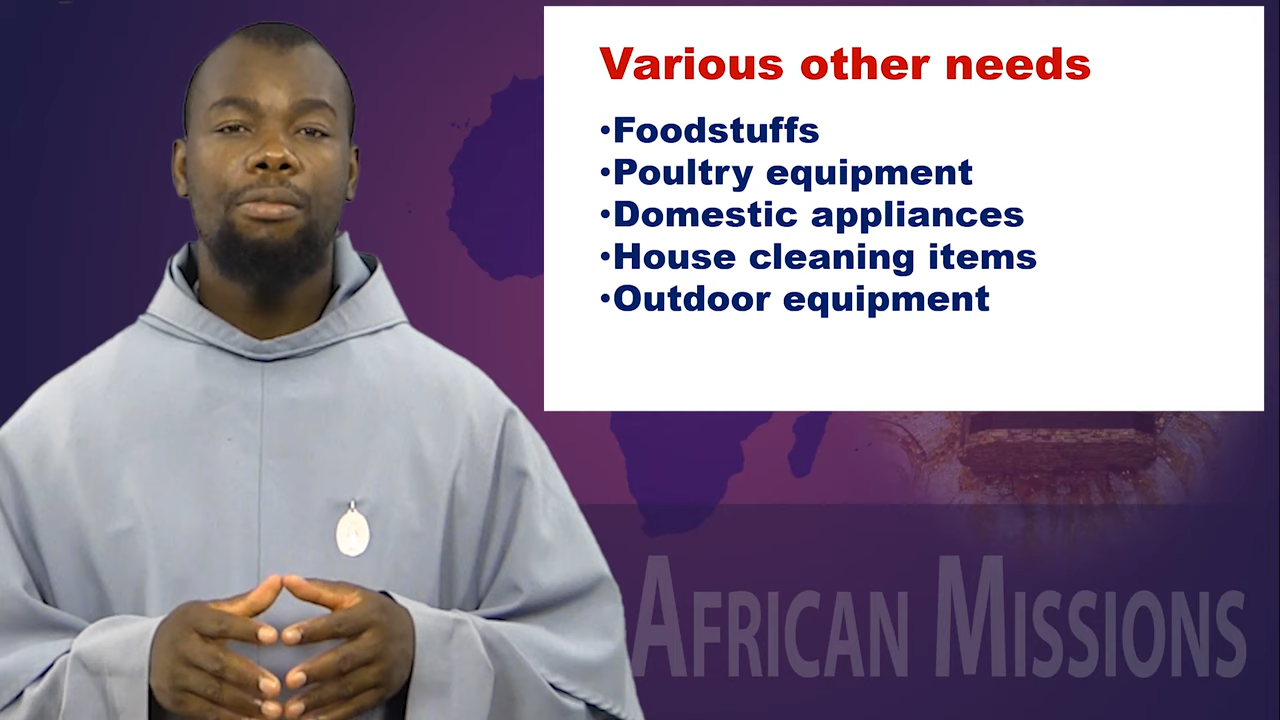 Various other needs
•Foodstuffs
•Poultry equipment
•Domestic appliances
•House cleaning items
•Outdoor equipment
AFRICAN MISSIONS